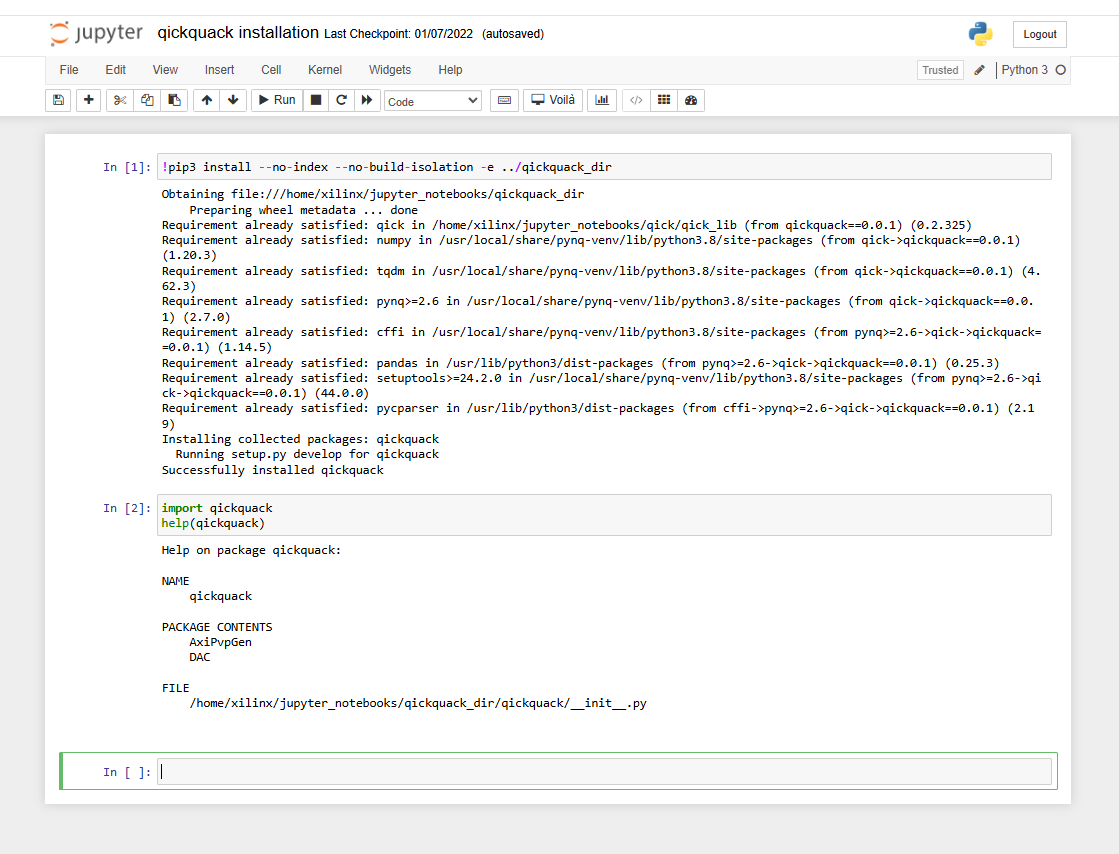 jupyter qickquack installation Last Checkpoint: 01/07/2022 (autosaved) Logout
File Edit View Insert Cell Kernel Widgets Help Trusted Python 3
Run Code Voilà
In [1]: !pip3 install --no-index --no-build-isolation -e ../qickquack_dir
Obtaining file:///home/xilinx/jupyter_notebooks/qickquack_dir
Preparing wheel metadata ... done
Requirement already satisfied: qick in /home/xilinx/jupyter_notebooks/qick/qick_lib (from qickquack==0.0.1) (0.2.325)
Requirement already satisfied: numpy in /usr/local/share/pynq-venv/lib/python3.8/site-packages (from qick->qickquack==0.0.1)
(1.20.3)
Requirement already satisfied: tqdm in /usr/local/share/pynq-venv/lib/python3.8/site-packages (from qick->qickquack==0.0.1) (4.
62.3)
Requirement already satisfied: pynq>=2.6 in /usr/local/share/pynq-venv/lib/python3.8/site-packages (from qick->qickquack==0.0.
1) (2.7.0)
Requirement already satisfied: cffi in /usr/local/share/pynq-venv/lib/python3.8/site-packages (from pynq>=2.6->qick->qickquack=
=0.0.1) (1.14.5)
Requirement already satisfied: pandas in /usr/lib/python3/dist-packages (from pynq>=2.6->qick->qickquack==0.0.1) (0.25.3)
Requirement already satisfied: setuptools>=24.2.0 in /usr/local/share/pynq-venv/lib/python3.8/site-packages (from pynq>=2.6->qi
ck->qickquack==0.0.1) (44.0.0)
Requirement already satisfied: pycparser in /usr/lib/python3/dist-packages (from cffi->pynq>=2.6->qick->qickquack==0.0.1) (2.1
9)
Installing collected packages: qickquack
Running setup.py develop for qickquack
Successfully installed qickquack
In [2]: import qickquack
help(qickquack)
Help on package qickquack:
NAME
qickquack
PACKAGE CONTENTS
AxiPvpGen
DAC
FILE
/home/xilinx/jupyter_notebooks/qickquack_dir/qickquack/__init__.py
In [ ]: